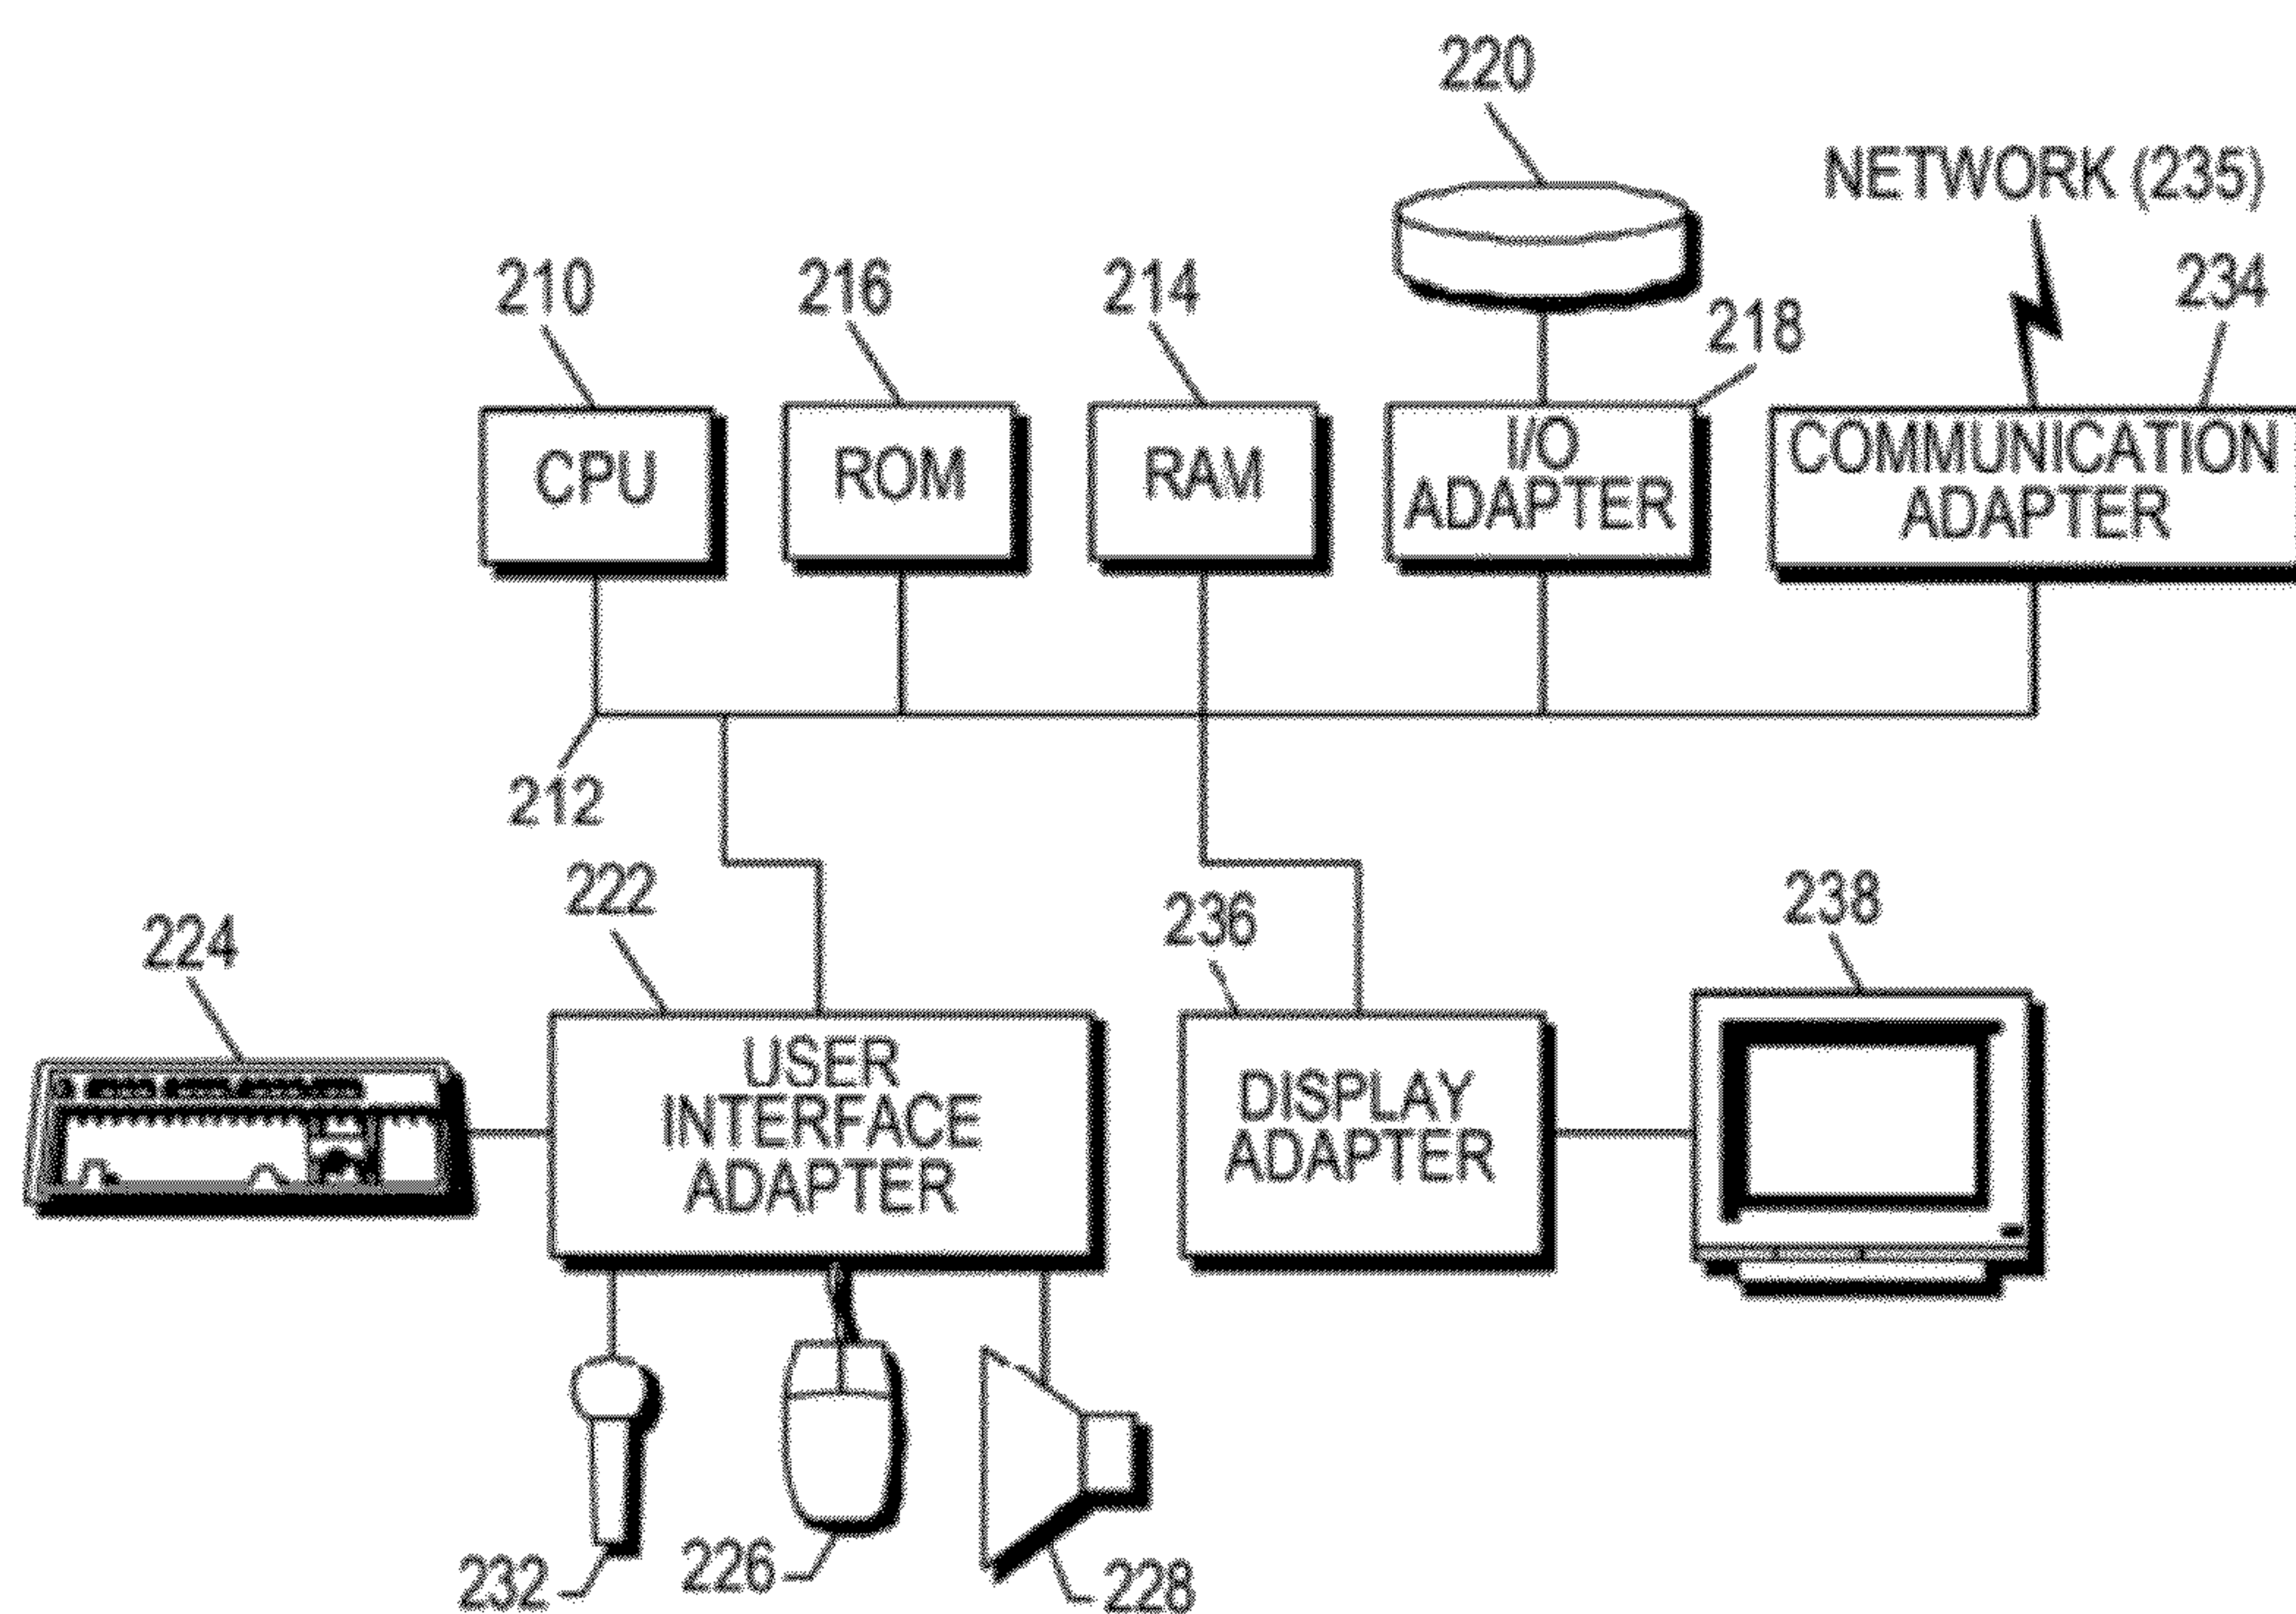 220
NETWORK (235)
210
216
214
218
234
CPU
ROM
RAM
I/O
ADAPTER
COMMUNICATION
ADAPTER
212
222
224
236
238
USER
INTERFACE
ADAPTER
DISPLAY
ADAPTER
232
226
228